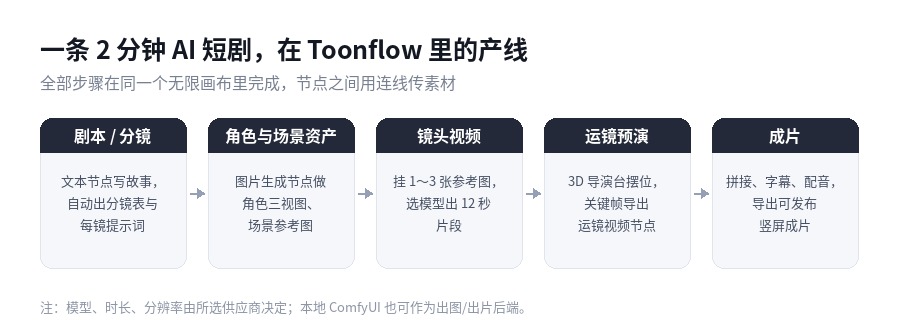 一条 2 分钟 AI 短剧，在 Toonflow 里的产线
全部步骤在同一个无限画布里完成，节点之间用连线传素材
剧本 / 分镜
文本节点写故事，
自动出分镜表与
每镜提示词
角色与场景资产
图片生成节点做
角色三视图、
场景参考图
镜头视频
挂 1～3 张参考图，
选模型出 12 秒
片段
运镜预演
3D 导演台摆位，
关键帧导出
运镜视频节点
成片
拼接、字幕、配音，
导出可发布
竖屏成片
注：模型、时长、分辨率由所选供应商决定；本地 ComfyUI 也可作为出图/出片后端。